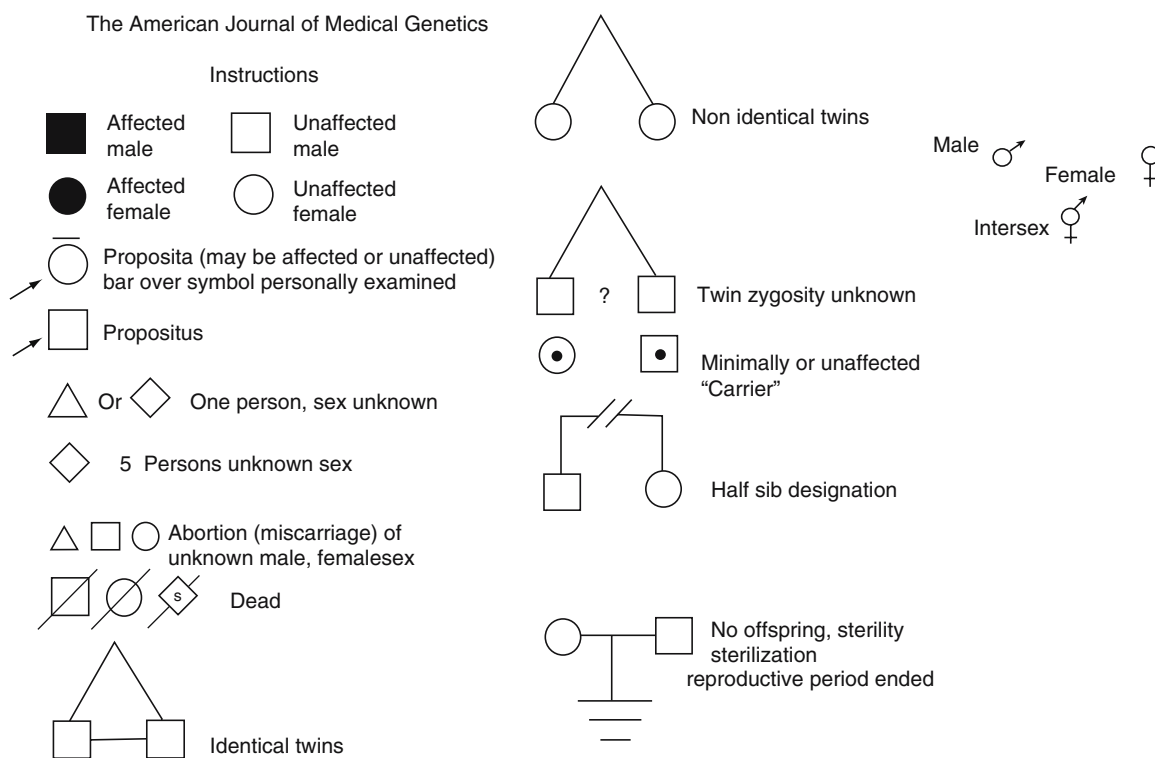 The American Journal of Medical Genetics
Instructions
Affected
male
Unaffected
male
Affected
female
Unaffected
female
Proposita (may be affected or unaffected)
bar over symbol personally examined
Propositus
Or
One person, sex unknown
5 Persons unknown sex
Abortion (miscarriage) of
unknown male, femalesex
s
Dead
Identical twins
Non identical twins
?
Twin zygosity unknown
Minimally or unaffected
“Carrier”
Half sib designation
No offspring, sterility
sterilization
reproductive period ended
Male
Female
Intersex